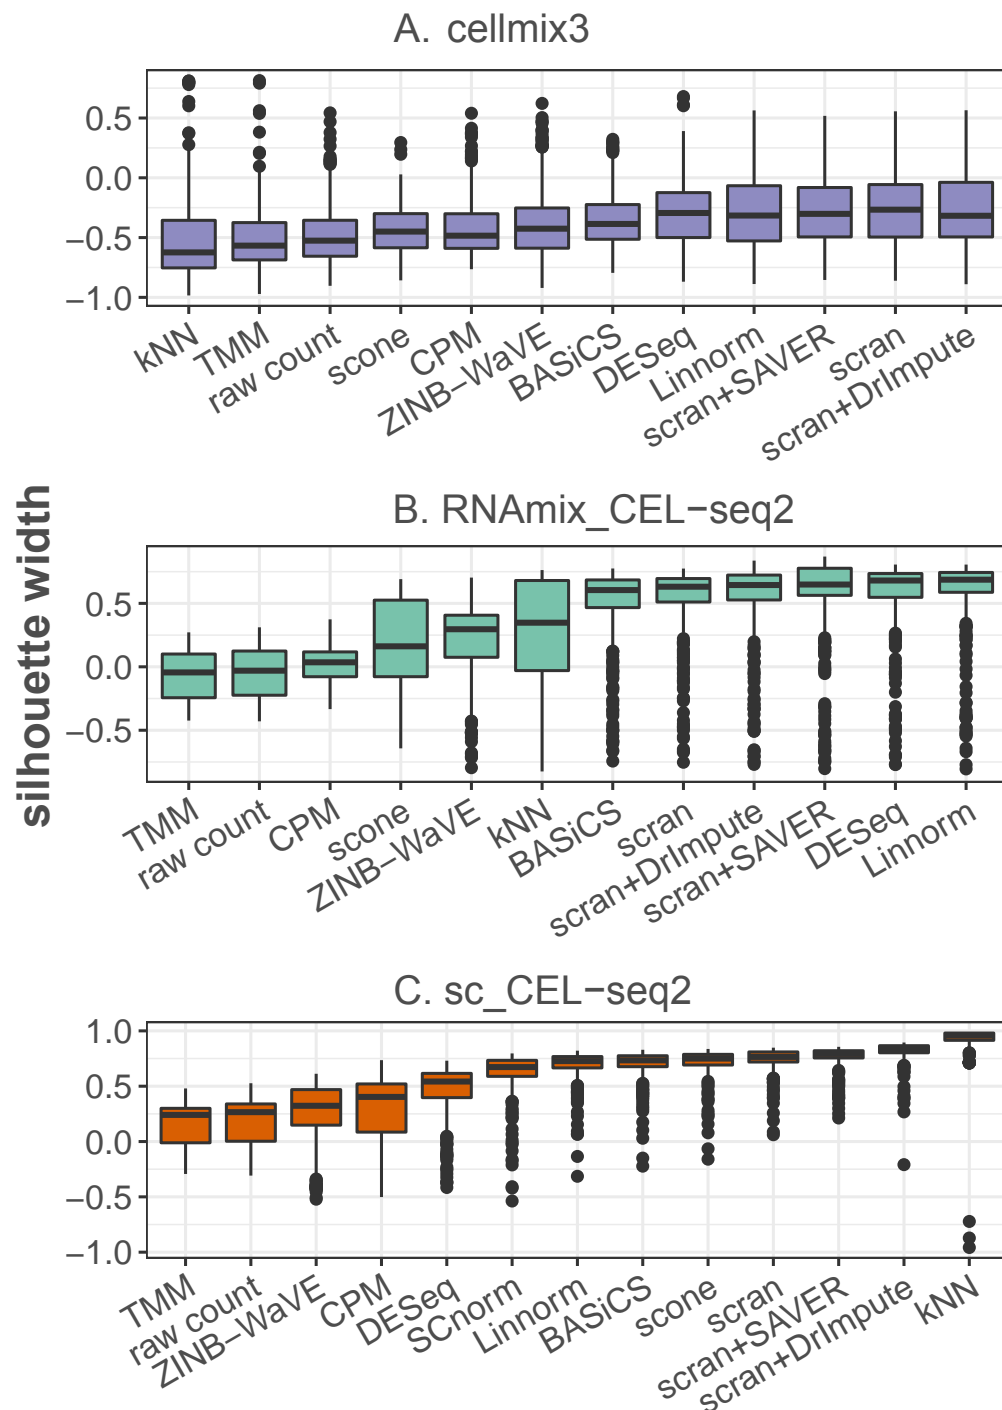 A. cellmix3
0.5
0.0
−0.5
−1.0
kNN
TMM
raw count
scone
CPM
ZINB−WaVE
BASiCS
DESeq
Linnorm
scran+SAVER
scran
scran+DrImpute
silhouette width
B. RNAmix_CEL−seq2
0.5
0.0
−0.5
TMM
raw count
CPM
scone
ZINB−WaVE
kNN
BASiCS
scran
scran+DrImpute
scran+SAVER
DESeq
Linnorm
C. sc_CEL−seq2
1.0
0.5
0.0
−0.5
−1.0
TMM
raw count
ZINB−WaVE
CPM
DESeq
SCnorm
Linnorm
BASiCS
scone
scran
scran+SAVER
scran+DrImpute
kNN